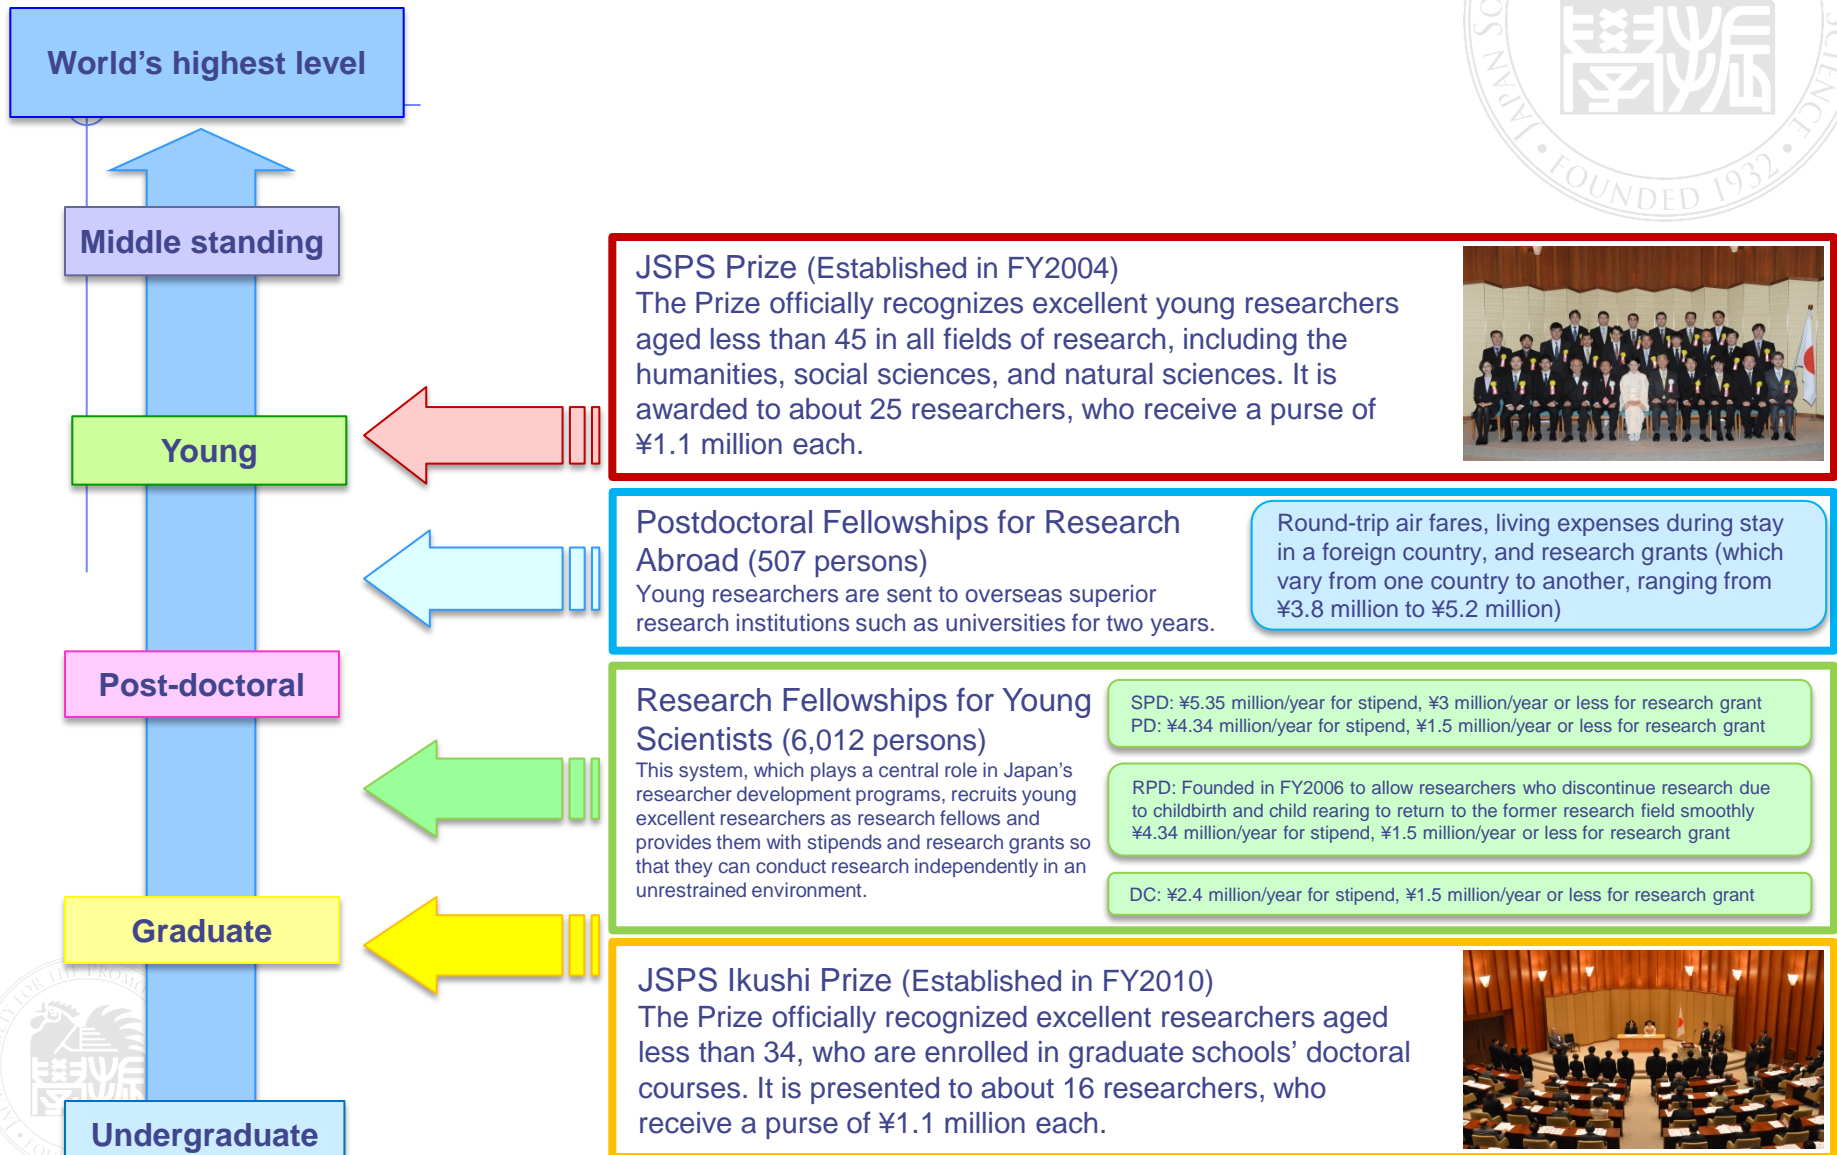 World's highest level
Middle standing
Young
Post-doctoral
Graduate
Undergraduate
JAPAN SO
SCIENCE
• FOUNDED 1932 •
學振
JSPS Prize (Established in FY2004)
The Prize officially recognizes excellent young researchers
aged less than 45 in all fields of research, including the
humanities, social sciences, and natural sciences. It is
awarded to about 25 researchers, who receive a purse of
¥1.1 million each.
Postdoctoral Fellowships for Research
Abroad (507 persons)
Young researchers are sent to overseas superior
research institutions such as universities for two years.
Round-trip air fares, living expenses during stay
in a foreign country, and research grants (which
vary from one country to another, ranging from
¥3.8 million to ¥5.2 million)
Research Fellowships for Young
Scientists (6,012 persons)
This system, which plays a central role in Japan's
researcher development programs, recruits young
excellent researchers as research fellows and
provides them with stipends and research grants so
that they can conduct research independently in an
unrestrained environment.
SPD: ¥5.35 million/year for stipend, ¥3 million/year or less for research grant
PD: ¥4.34 million/year for stipend, ¥1.5 million/year or less for research grant
RPD: Founded in FY2006 to allow researchers who discontinue research due
to childbirth and child rearing to return to the former research field smoothly
¥4.34 million/year for stipend, ¥1.5 million/year or less for research grant
DC: ¥2.4 million/year for stipend, ¥1.5 million/year or less for research grant
JSPS Ikushi Prize (Established in FY2010)
The Prize officially recognized excellent researchers aged
less than 34, who are enrolled in graduate schools' doctoral
courses. It is presented to about 16 researchers, who
receive a purse of ¥1.1 million each.